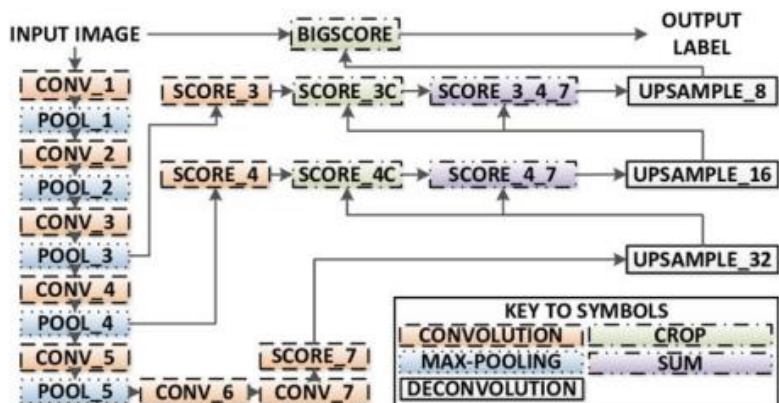 INPUT IMAGE
BIGSCORE
OUTPUT
LABEL
CONV_1
POOL_1
CONV_2
POOL_2
CONV_3
POOL_3
CONV_4
POOL_4
CONV_5
POOL_5
CONV_6
CONV_7
SCORE_7
SCORE_3
SCORE_3C
SCORE_3_4_7
UPSAMPLE_8
SCORE_4
SCORE_4C
SCORE_4_7
UPSAMPLE_16
UPSAMPLE_32
KEY TO SYMBOLS
CONVOLUTION
CROP
MAX-POOLING
SUM
DECONVOLUTION